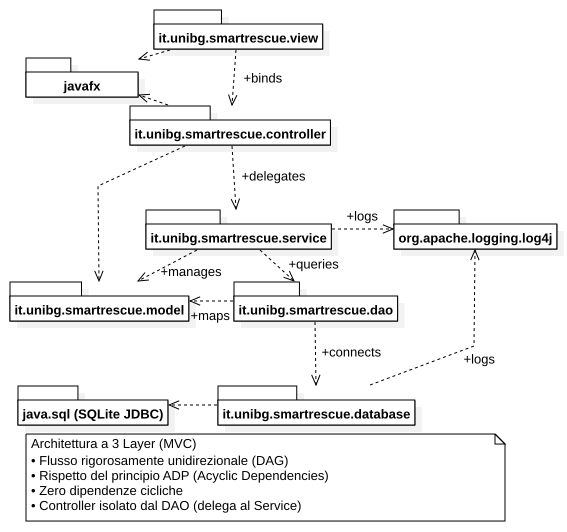 it.unibg.smartrescue.view
+binds
javafx
it.unibg.smartrescue.controller
+delegates
it.unibg.smartrescue.service
+logs
org.apache.logging.log4j
+manages
+queries
it.unibg.smartrescue.model
+maps
it.unibg.smartrescue.dao
+connects
+logs
java.sql (SQLite JDBC)
it.unibg.smartrescue.database
Architettura a 3 Layer (MVC)
• Flusso rigorosamente unidirezionale (DAG)
• Rispetto del principio ADP (Acyclic Dependencies)
• Zero dipendenze cicliche
• Controller isolato dal DAO (delega al Service)